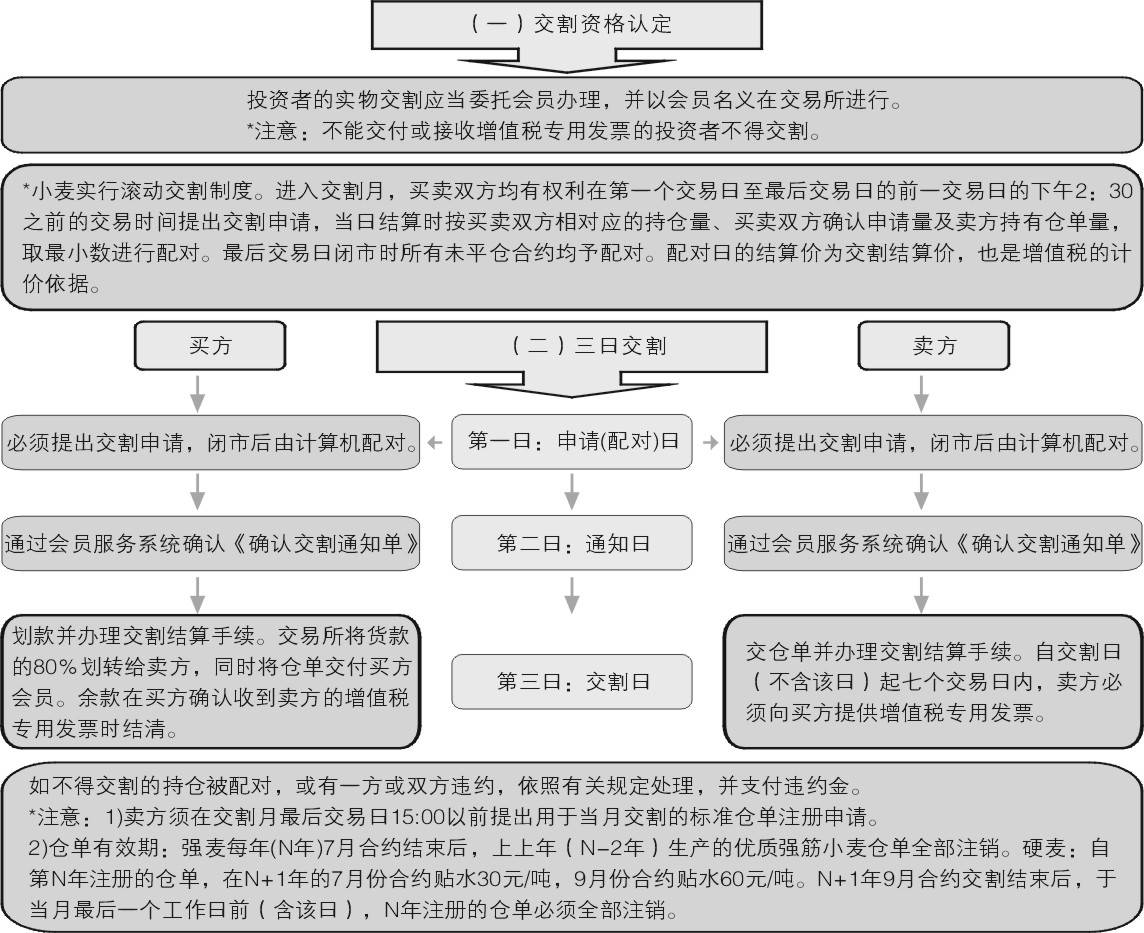 （一）交割资格认定
投资者的实物交割应当委托会员办理，并以会员名义在交易所进行。
*注意：不能交付或接收增值税专用发票的投资者不得交割。
*小麦实行滚动交割制度。进入交割月，买卖双方均有权利在第一个交易日至最后交易日的前一交易日的下午2：30
之前的交易时间提出交割申请，当日结算时按买卖双方相对应的持仓量、买卖双方确认申请量及卖方持有仓单量，
取最小数进行配对。最后交易日闭市时所有未平仓合约均予配对。配对日的结算价为交割结算价，也是增值税的计
价依据。
买方
（二）三日交割
卖方
必须提出交割申请，闭市后由计算机配对。
第一日：申请(配对)日
必须提出交割申请，闭市后由计算机配对。
通过会员服务系统确认《确认交割通知单》
第二日：通知日
通过会员服务系统确认《确认交割通知单》
划款并办理交割结算手续。交易所将货款
的80%划转给卖方，同时将仓单交付买方
会员。余款在买方确认收到卖方的增值税
专用发票时结清。
第三日：交割日
交仓单并办理交割结算手续。自交割日
（不含该日）起七个交易日内，卖方必
须向买方提供增值税专用发票。
如不得交割的持仓被配对，或有一方或双方违约，依照有关规定处理，并支付违约金。
*注意：1)卖方须在交割月最后交易日15:00以前提出用于当月交割的标准仓单注册申请。
2)仓单有效期：强麦每年(N年)7月合约结束后，上上年（N-2年）生产的优质强筋小麦仓单全部注销。硬麦：自
第N年注册的仓单，在N+1年的7月份合约贴水30元/吨，9月份合约贴水60元/吨。N+1年9月合约交割结束后，于
当月最后一个工作日前（含该日），N年注册的仓单必须全部注销。